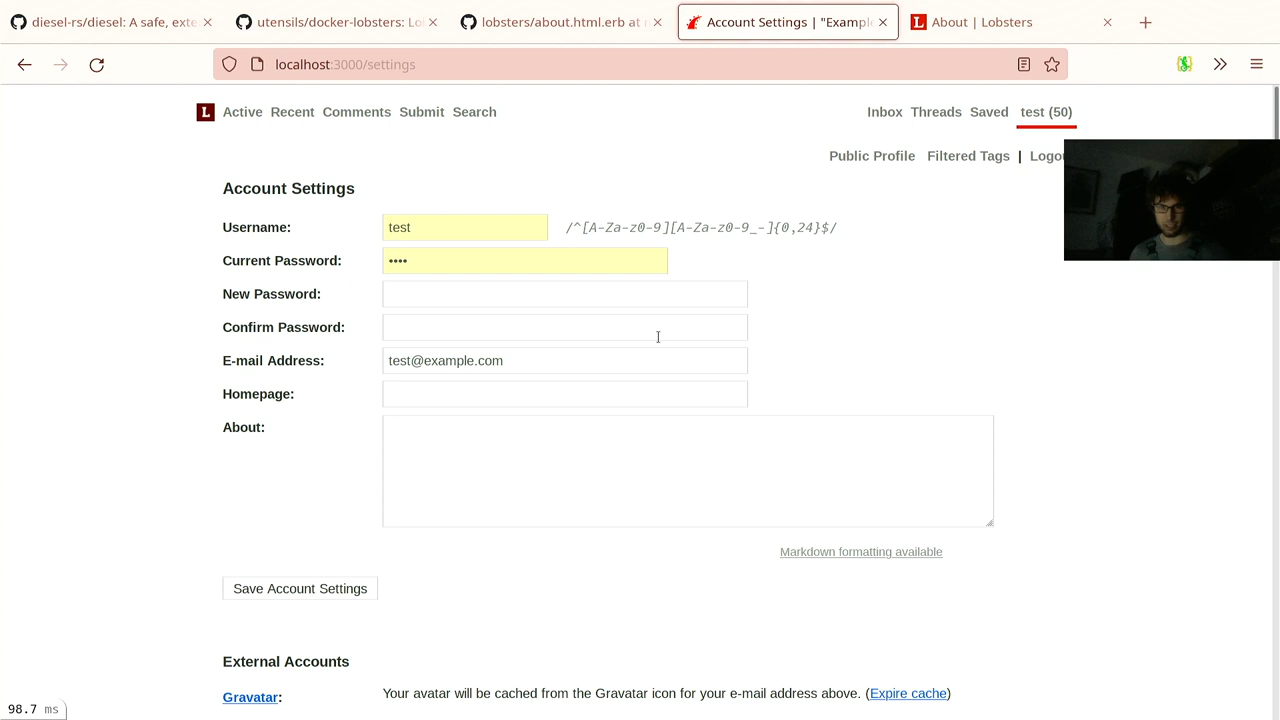 diesel-rs/diesel: A safe, exte
utensils/docker-lobsters: Lo
lobsters/about.html.erb at
Account Settings | "Exampl
About | Lobsters
localhost:3000/settings
L Active Recent Comments Submit Search Inbox Threads Saved test (50)
Public Profile Filtered Tags | Logou
Account Settings
Username: test /^[A-Za-z0-9][A-Za-z0-9_-]{0,24}$/
Current Password: ••••
New Password:
Confirm Password:
E-mail Address: test@example.com
Homepage:
About:
Markdown formatting available
Save Account Settings
External Accounts
Gravatar: Your avatar will be cached from the Gravatar icon for your e-mail address above. (Expire cache)
98.7 ms